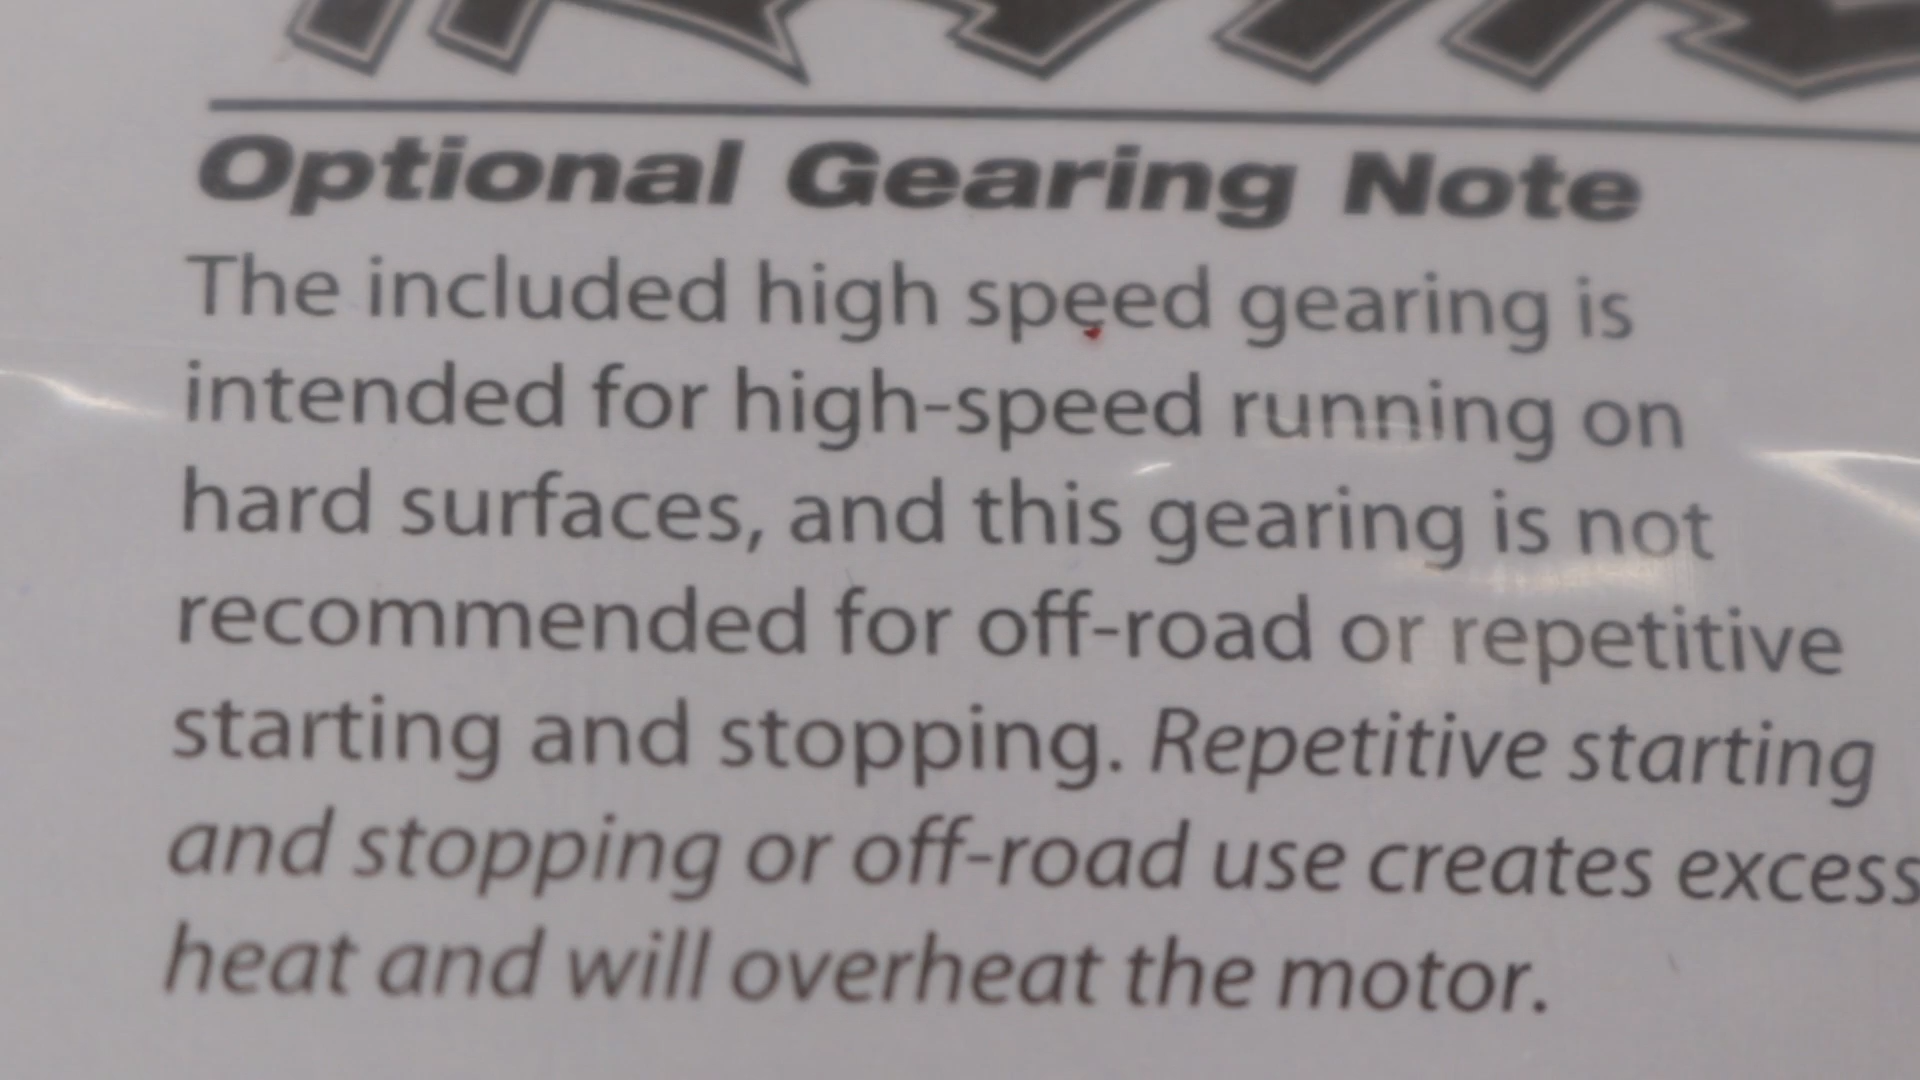 Optional Gearing Note
The included high speed gearing is
intended for high-speed running on
hard surfaces, and this gearing is not
recommended for off-road or repetitive
starting and stopping. Repetitive starting
and stopping or off-road use creates excess
heat and will overheat the motor.